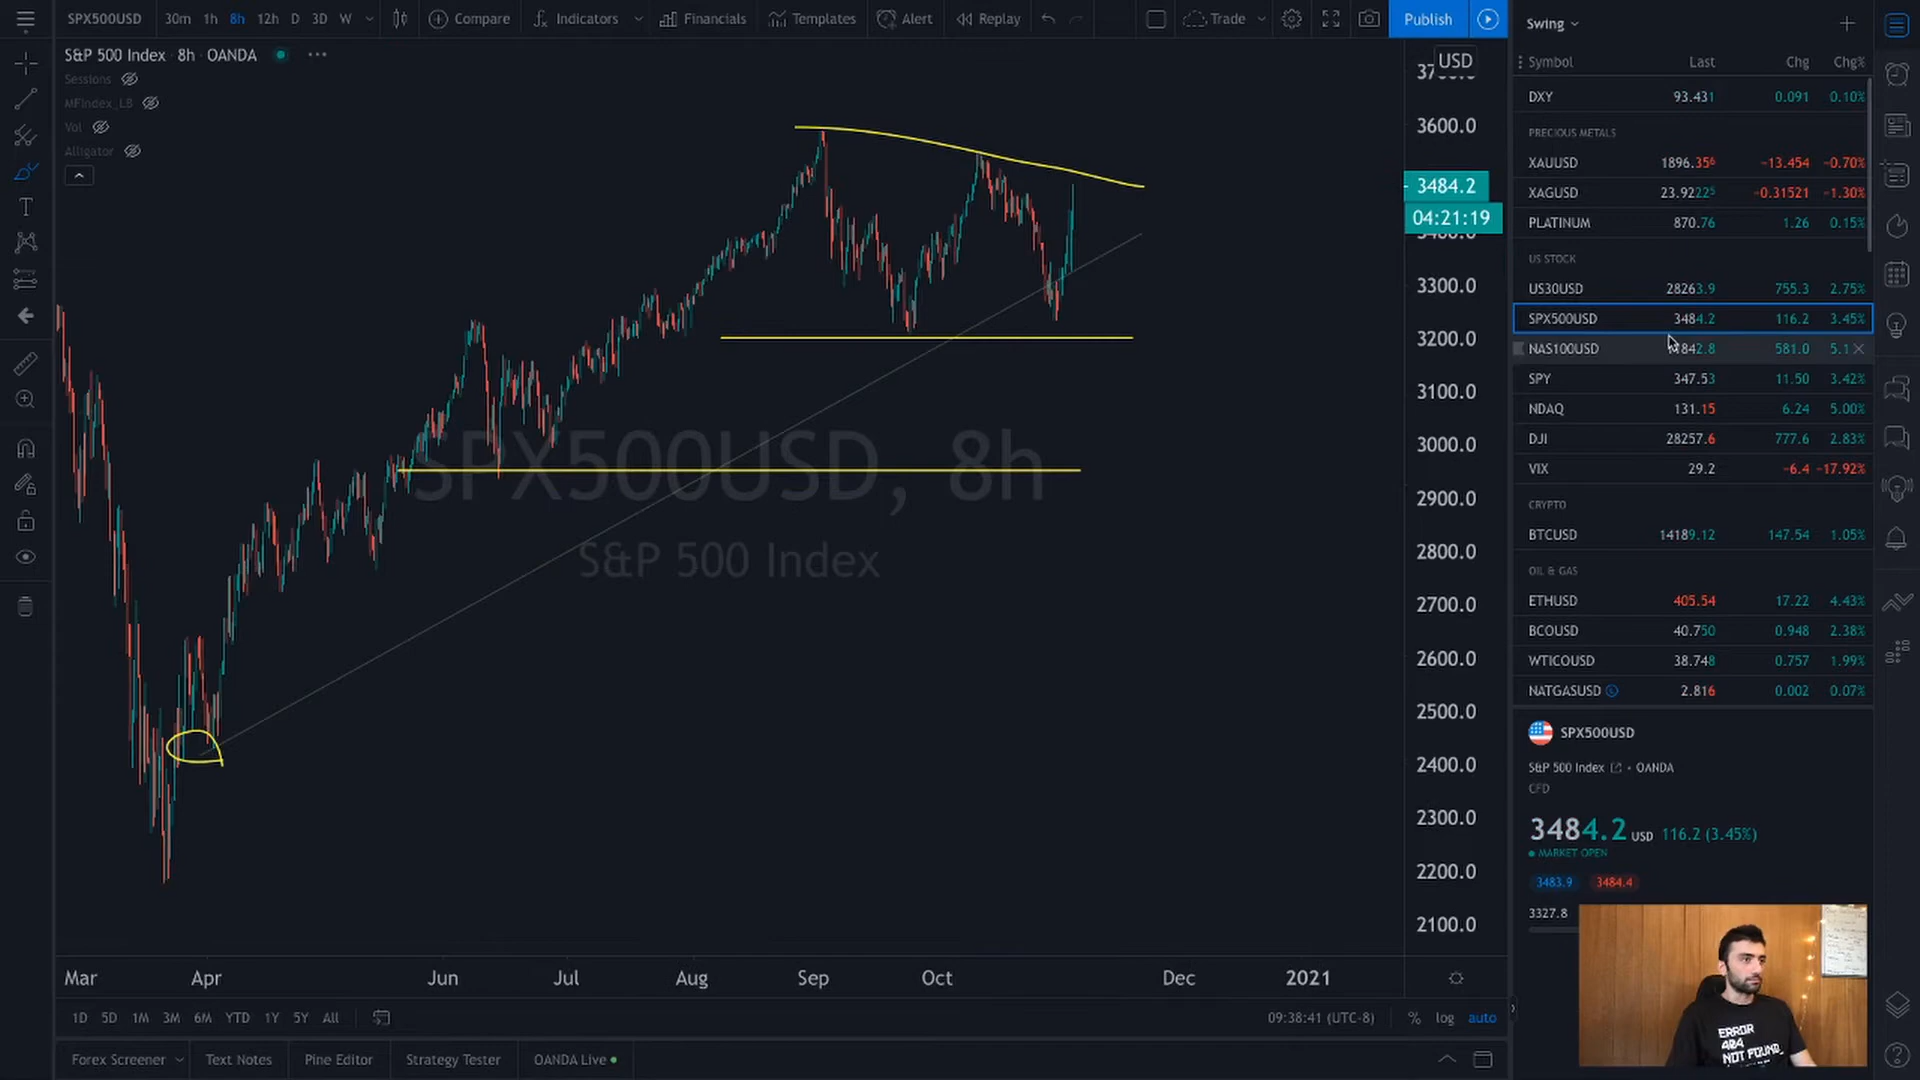 SPX500USD 30m 1h 8h 12h D 3D W Compare Indicators Financials Templates Alert Replay Trade Publish
S&P 500 Index · 8h · OANDA
Sessions
MFIndex_LB
Vol
Alligator
USD
3600.0
3484.2
04:21:19
3300.0
3200.0
3100.0
3000.0
2900.0
2800.0
2700.0
2600.0
2500.0
2400.0
2300.0
2200.0
2100.0
SPX500USD, 8h
S&P 500 Index
Mar Apr Jun Jul Aug Sep Oct Dec 2021
1D 5D 1M 3M 6M YTD 1Y 5Y All 09:38:41 (UTC-8) % log auto
Forex Screener Text Notes Pine Editor Strategy Tester OANDA Live
Swing
Symbol Last Chg Chg%
DXY 93.431 0.091 0.10%
PRECIOUS METALS
XAUUSD 1896.356 −13.454 −0.70%
XAGUSD 23.92225 −0.31521 −1.30%
PLATINUM 870.76 1.26 0.15%
US STOCK
US30USD 28263.9 755.3 2.75%
SPX500USD 3484.2 116.2 3.45%
NAS100USD 581.0
SPY 347.53 11.50 3.42%
NDAQ 131.15 6.24 5.00%
DJI 28257.6 777.6 2.83%
VIX 29.2 −6.4 −17.92%
CRYPTO
BTCUSD 14189.12 147.54 1.05%
OIL & GAS
ETHUSD 405.54 17.22 4.43%
BCOUSD 40.750 0.948 2.38%
WTICOUSD 38.748 0.757 1.99%
NATGASUSD 2.816 0.002 0.07%
SPX500USD
S&P 500 Index · OANDA
CFD
3484.2 USD 116.2 (3.45%)
MARKET OPEN
3483.9 3484.4
3327.8
ERROR
404
NOT FOUND_